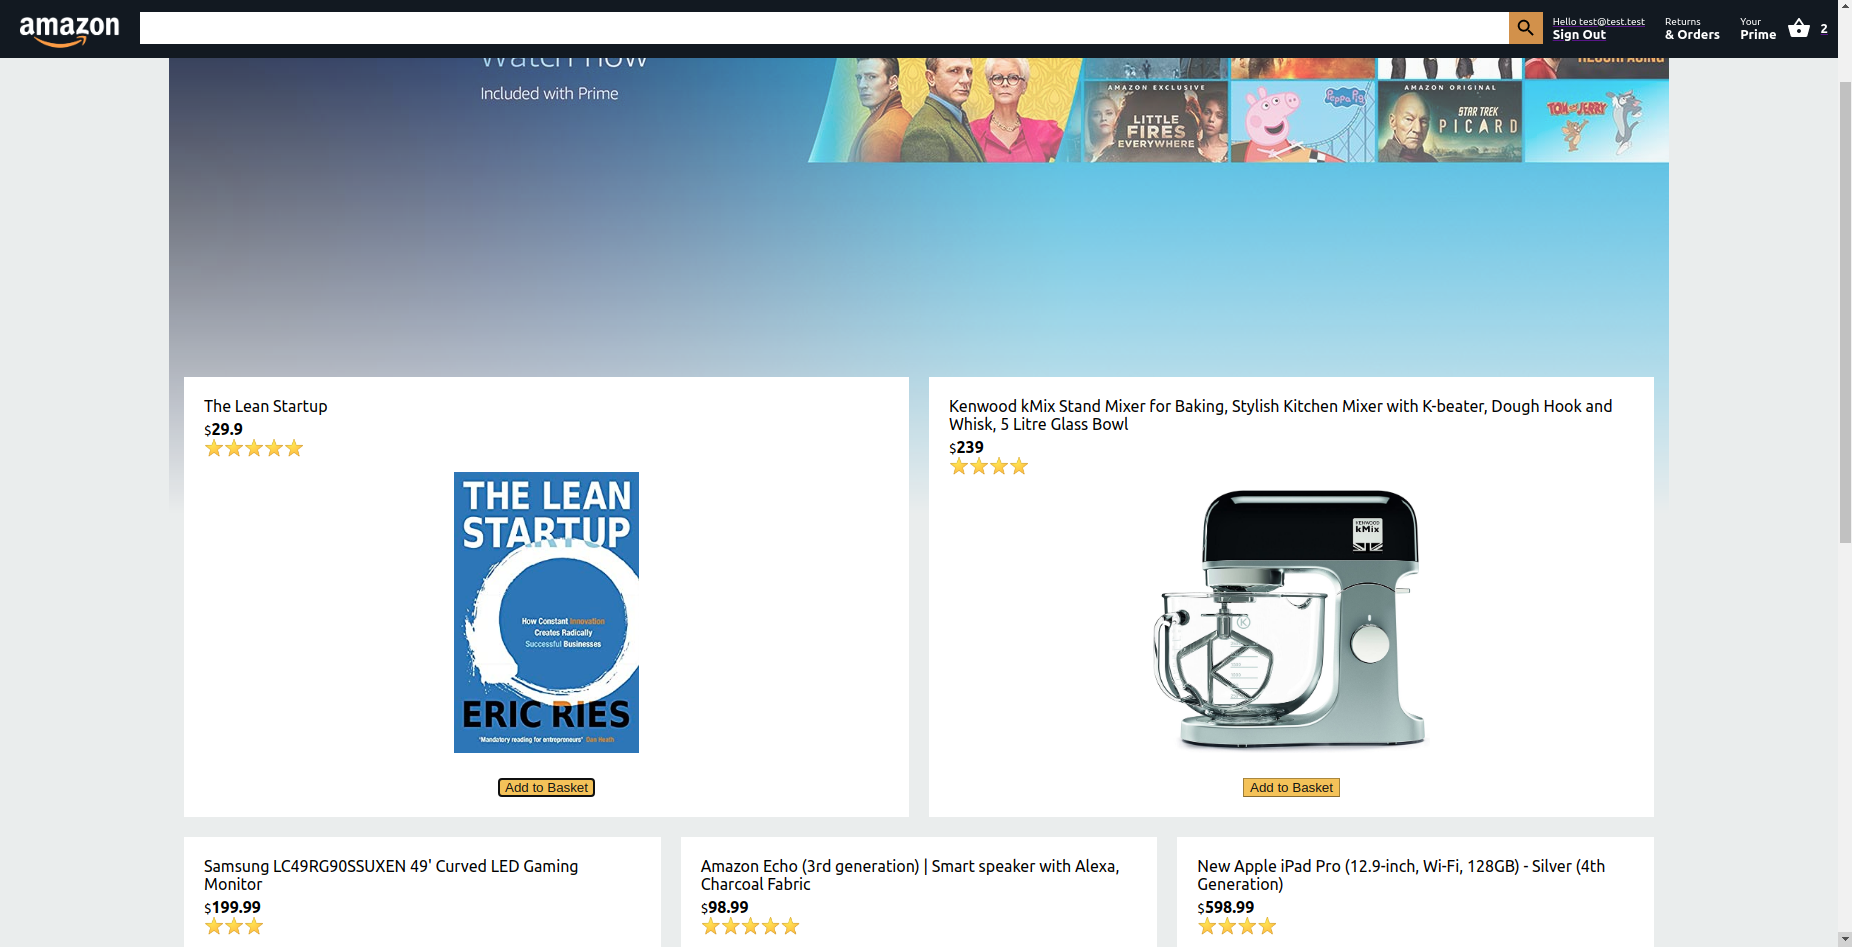 amazon
Hello test@test.test
Sign Out
Returns
& Orders
Your
Prime
2
Watch now
Included with Prime
AMAZON EXCLUSIVE
LITTLE
FIRES
EVERYWHERE
Peppa Pig
AMAZON ORIGINAL
STAR TREK
PICARD
TOM and JERRY
The Lean Startup
$29.9
THE LEAN
STARTUP
How Constant Innovation
Creates Radically
Successful Businesses
ERIC RIES
'Mandatory reading for entrepreneurs' Dan Heath
Add to Basket
Kenwood kMix Stand Mixer for Baking, Stylish Kitchen Mixer with K-beater, Dough Hook and
Whisk, 5 Litre Glass Bowl
$239
KENWOOD
kMix
K
Add to Basket
Samsung LC49RG90SSUXEN 49' Curved LED Gaming
Monitor
$199.99
Amazon Echo (3rd generation) | Smart speaker with Alexa,
Charcoal Fabric
$98.99
New Apple iPad Pro (12.9-inch, Wi-Fi, 128GB) - Silver (4th
Generation)
$598.99